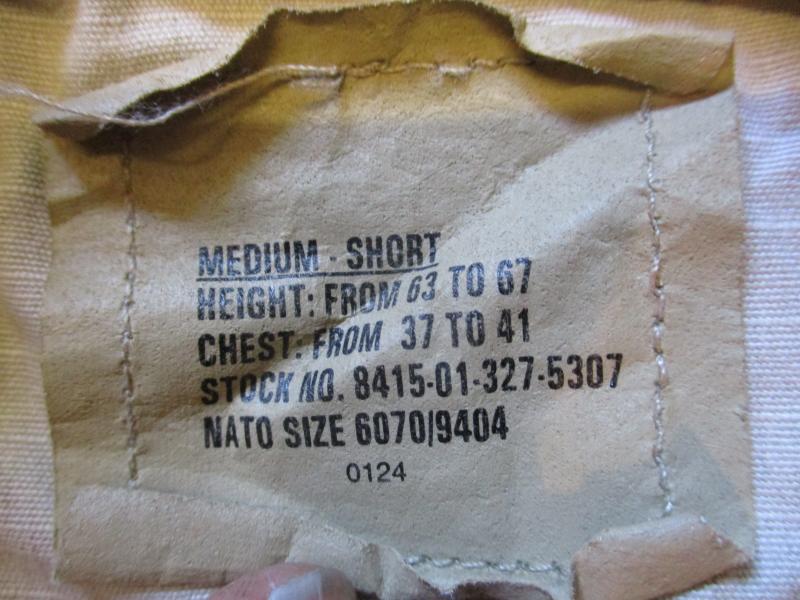 MEDIUM - SHORT
HEIGHT: FROM 63 TO 67
CHEST: FROM 37 TO 41
STOCK NO. 8415-01-327-5307
NATO SIZE 6070/9404
0124